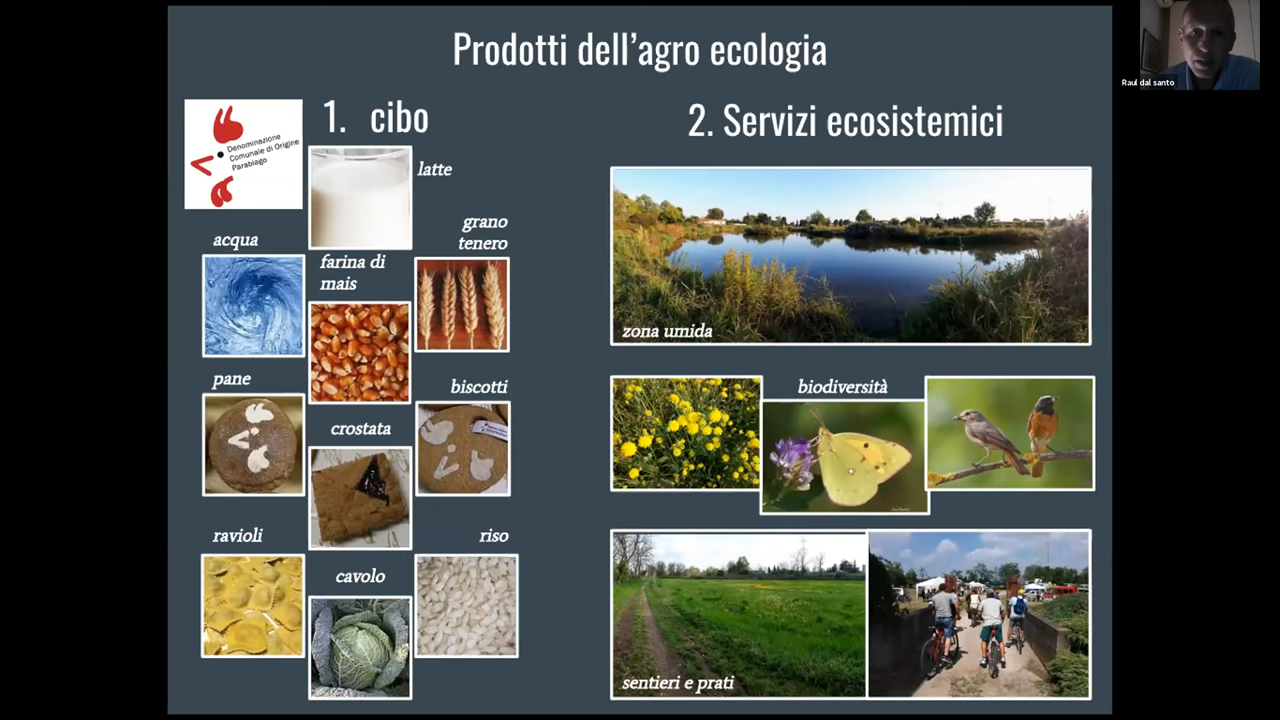 Prodotti dell'agro ecologia
Raul dal santo
1. cibo
Denominazione
Comunale di Origine
Parabiago
latte
grano
tenero
acqua
farina di
mais
pane
biscotti
crostata
ravioli
riso
cavolo
2. Servizi ecosistemici
zona umida
biodiversità
sentieri e prati